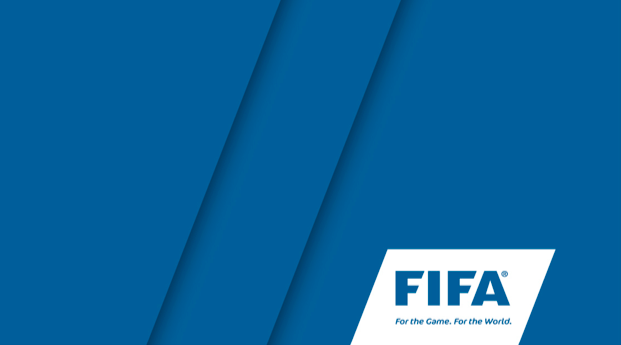 FIFA®
For the Game. For the World.